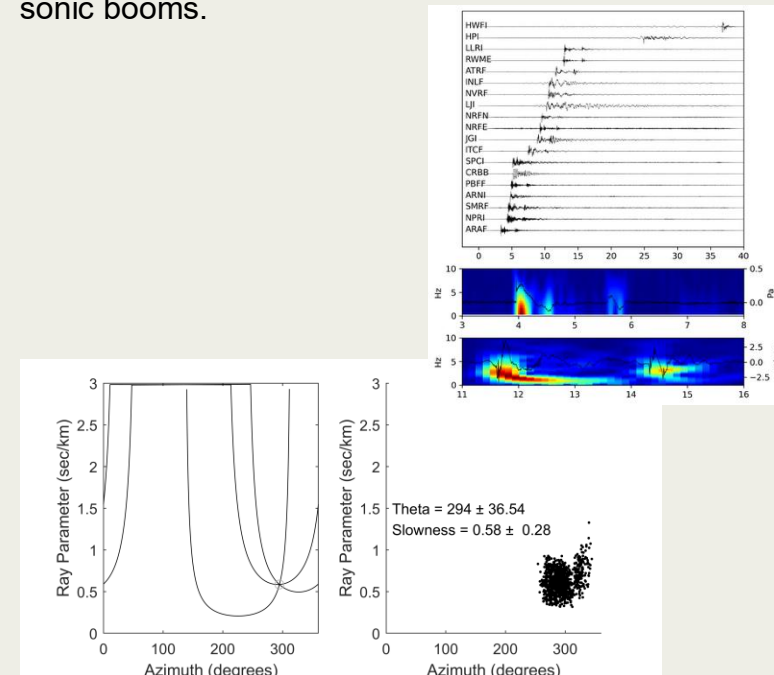 sonic booms.
HWFI
HPI
LLRI
RWME
ATRF
INLF
NVRF
LJI
NRFN
NRFE
JGI
ITCF
SPCI
CRBB
PBFF
ARNI
SMRF
NPRI
ARAF
0 5 10 15 20 25 30 35 40
10
5
0
Hz
0.5
0.0
Pa
3 4 5 6 7 8
10
5
0
Hz
2.5
0.0
−2.5
11 12 13 14 15 16
3
2.5
2
1.5
1
0.5
0
Ray Parameter (sec/km)
0 100 200 300
Azimuth (degrees)
3
2.5
2
1.5
1
0.5
0
Ray Parameter (sec/km)
Theta = 294 ± 36.54
Slowness = 0.58 ± 0.28
0 100 200 300
Azimuth (degrees)